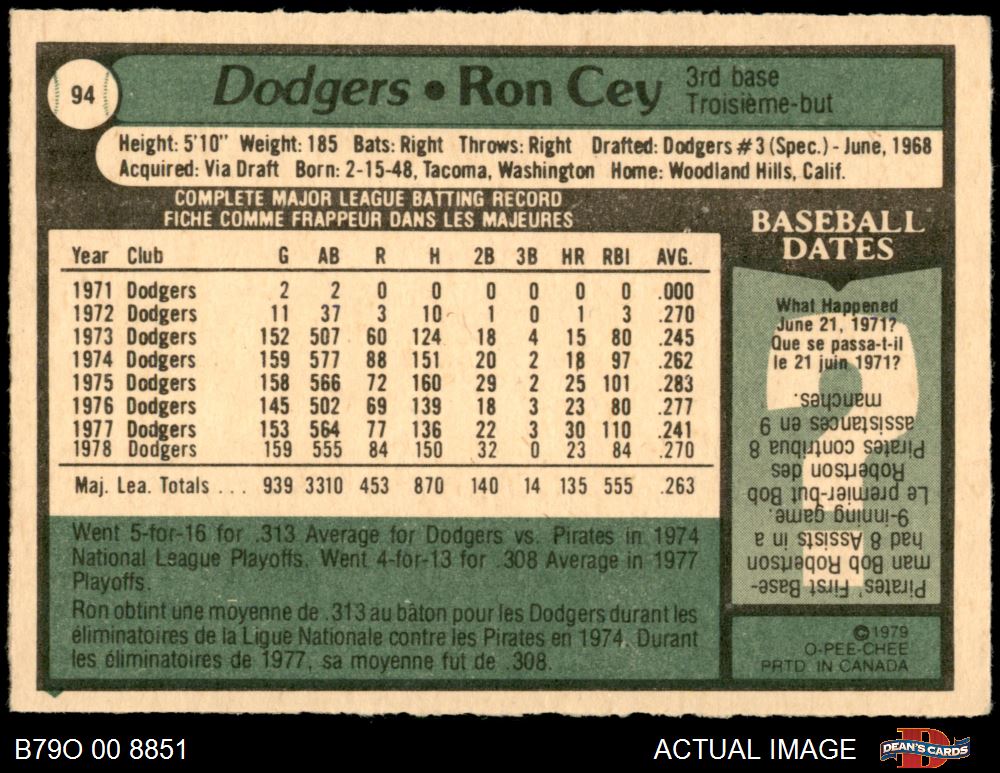 94
Dodgers • Ron Cey
3rd base
Troisième-but
Height: 5'10" Weight: 185 Bats: Right Throws: Right Drafted: Dodgers #3 (Spec.) - June, 1968
Acquired: Via Draft Born: 2-15-48, Tacoma, Washington Home: Woodland Hills, Calif.
COMPLETE MAJOR LEAGUE BATTING RECORD
FICHE COMME FRAPPEUR DANS LES MAJEURES
Year Club G AB R H 2B 3B HR RBI AVG.
1971 Dodgers 2 2 0 0 0 0 0 0 .000
1972 Dodgers 11 37 3 10 1 0 1 3 .270
1973 Dodgers 152 507 60 124 18 4 15 80 .245
1974 Dodgers 159 577 88 151 20 2 18 97 .262
1975 Dodgers 158 566 72 160 29 2 25 101 .283
1976 Dodgers 145 502 69 139 18 3 23 80 .277
1977 Dodgers 153 564 77 136 22 3 30 110 .241
1978 Dodgers 159 555 84 150 32 0 23 84 .270
Maj. Lea. Totals ... 939 3310 453 870 140 14 135 555 .263
Went 5-for-16 for .313 Average for Dodgers vs. Pirates in 1974
National League Playoffs. Went 4-for-13 for .308 Average in 1977
Playoffs.
Ron obtint une moyenne de .313 au bâton pour les Dodgers durant les
éliminatoires de la Ligue Nationale contre les Pirates en 1974. Durant
les éliminatoires de 1977, sa moyenne fut de .308.
BASEBALL
DATES
What Happened
June 21, 1971?
Que se passa-t-il
le 21 juin 1971?
Pirates' First Base-
man Bob Robertson
had 8 Assists in a
9-inning game.
Le premier-but Bob
Robertson des
Pirates contribua 8
assistances en 9
manches.
©1979
O-PEE-CHEE
PRTD IN CANADA
B79O 00 8851
ACTUAL IMAGE
DEAN'S CARDS